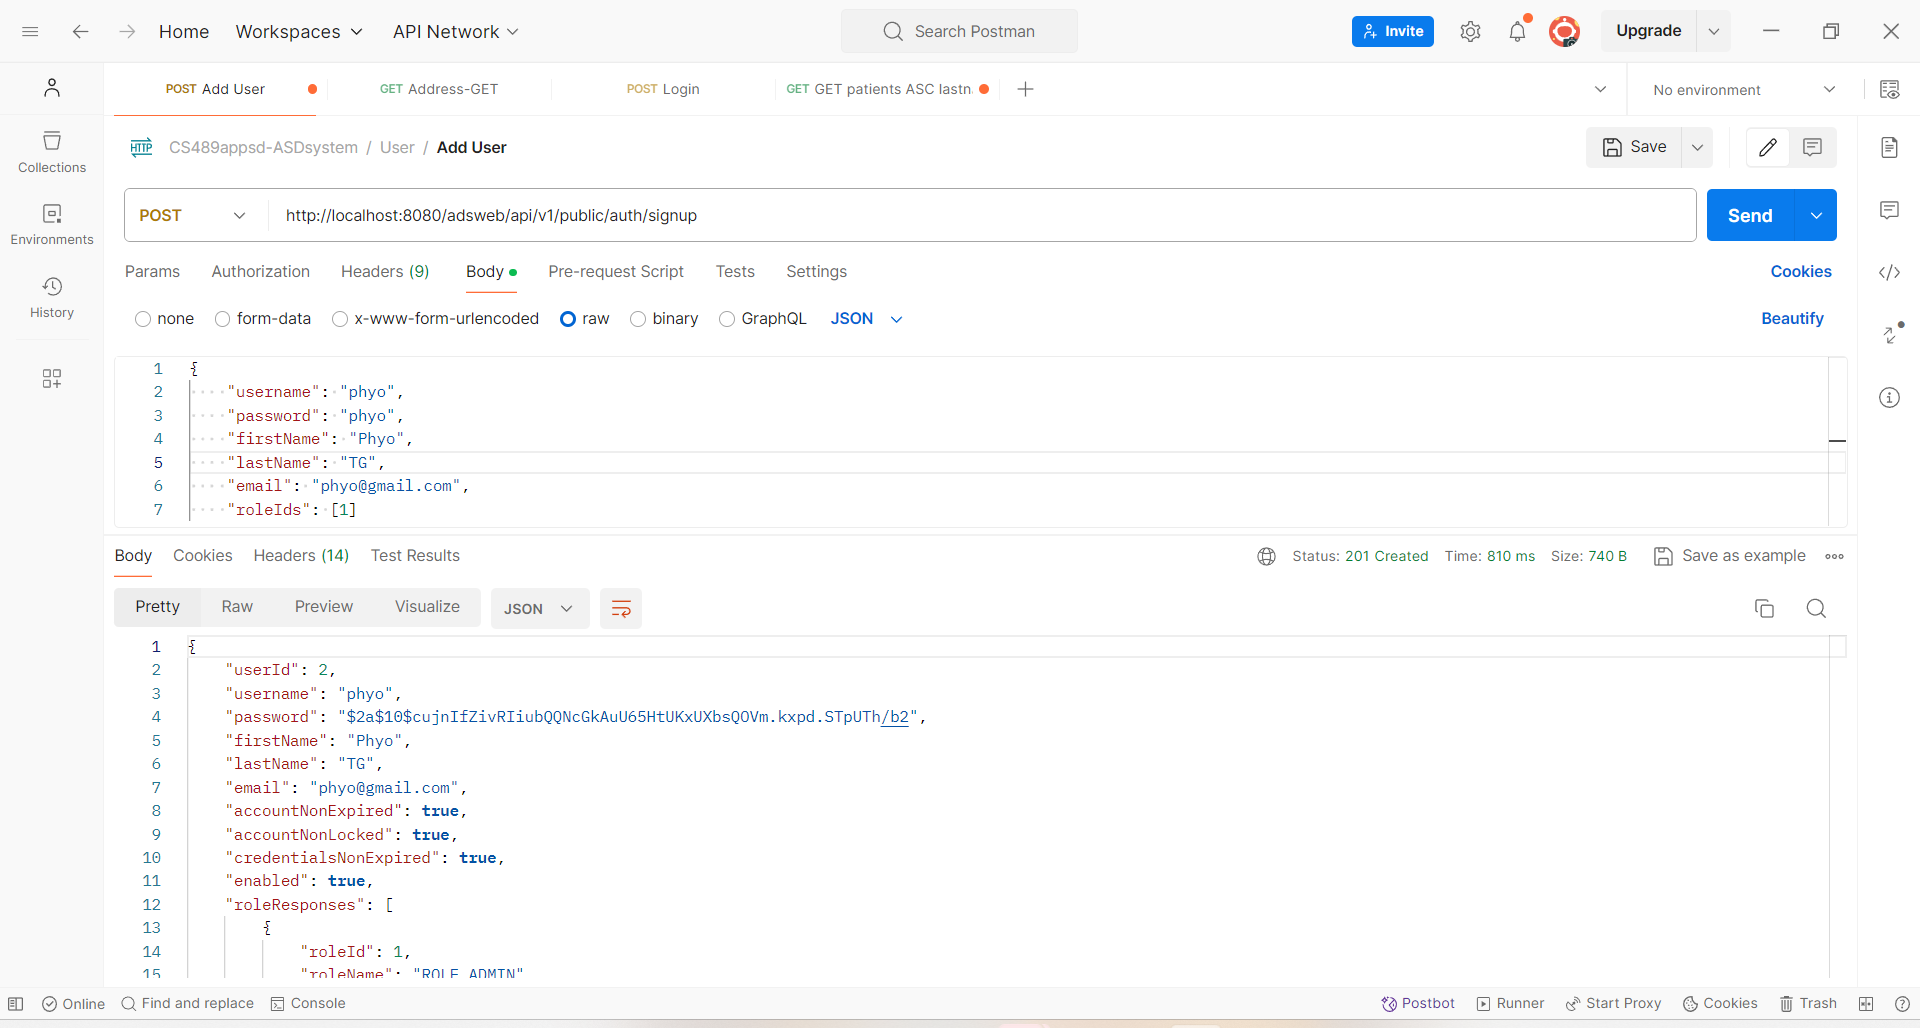 Home Workspaces API Network Search Postman Invite Upgrade
POST Add User GET Address-GET POST Login GET GET patients ASC lastn No environment
HTTP CS489appsd-ASDsystem / User / Add User Save
Collections
POST http://localhost:8080/adsweb/api/v1/public/auth/signup Send
Environments
Params Authorization Headers (9) Body Pre-request Script Tests Settings Cookies
History
none form-data x-www-form-urlencoded raw binary GraphQL JSON Beautify
1 {
2 "username": "phyo",
3 "password": "phyo",
4 "firstName": "Phyo",
5 "lastName": "TG",
6 "email": "phyo@gmail.com",
7 "roleIds": [1]
Body Cookies Headers (14) Test Results Status: 201 Created Time: 810 ms Size: 740 B Save as example
Pretty Raw Preview Visualize JSON
1 {
2 "userId": 2,
3 "username": "phyo",
4 "password": "$2a$10$cujnIfZivRIiubQQNcGkAuU65HtUKxUXbsQOVm.kxpd.STpUTh/b2",
5 "firstName": "Phyo",
6 "lastName": "TG",
7 "email": "phyo@gmail.com",
8 "accountNonExpired": true,
9 "accountNonLocked": true,
10 "credentialsNonExpired": true,
11 "enabled": true,
12 "roleResponses": [
13 {
14 "roleId": 1,
15 "roleName": "ROLE_ADMIN"
Online Find and replace Console Postbot Runner Start Proxy Cookies Trash